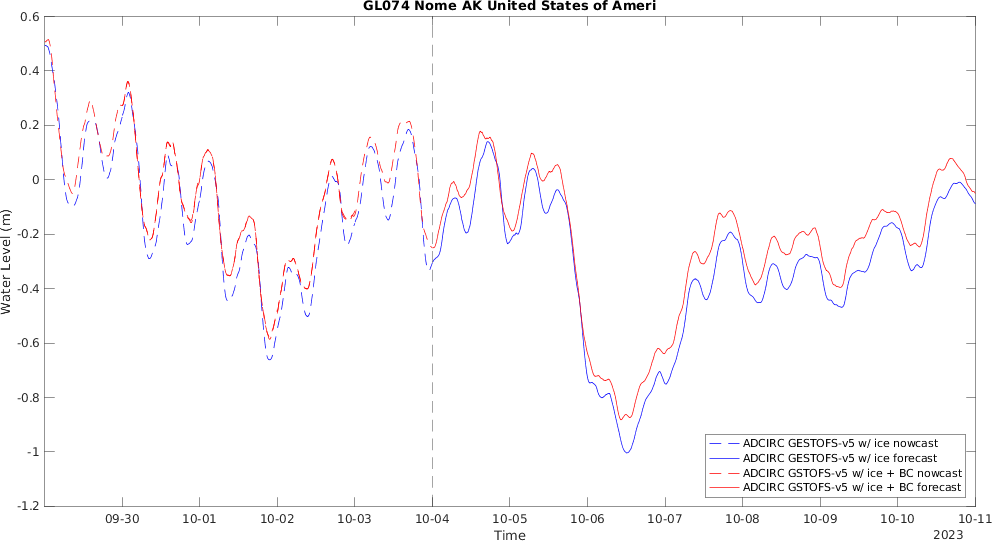 GL074 Nome AK United States of Ameri
0.6
0.4
0.2
0
-0.2
-0.4
-0.6
-0.8
-1
-1.2
Water Level (m)
ADCIRC GESTOFS-v5 w/ ice nowcast
ADCIRC GESTOFS-v5 w/ ice forecast
ADCIRC GSTOFS-v5 w/ ice + BC nowcast
ADCIRC GSTOFS-v5 w/ ice + BC forecast
09-30 10-01 10-02 10-03 10-04 10-05 10-06 10-07 10-08 10-09 10-10 10-11
Time
2023